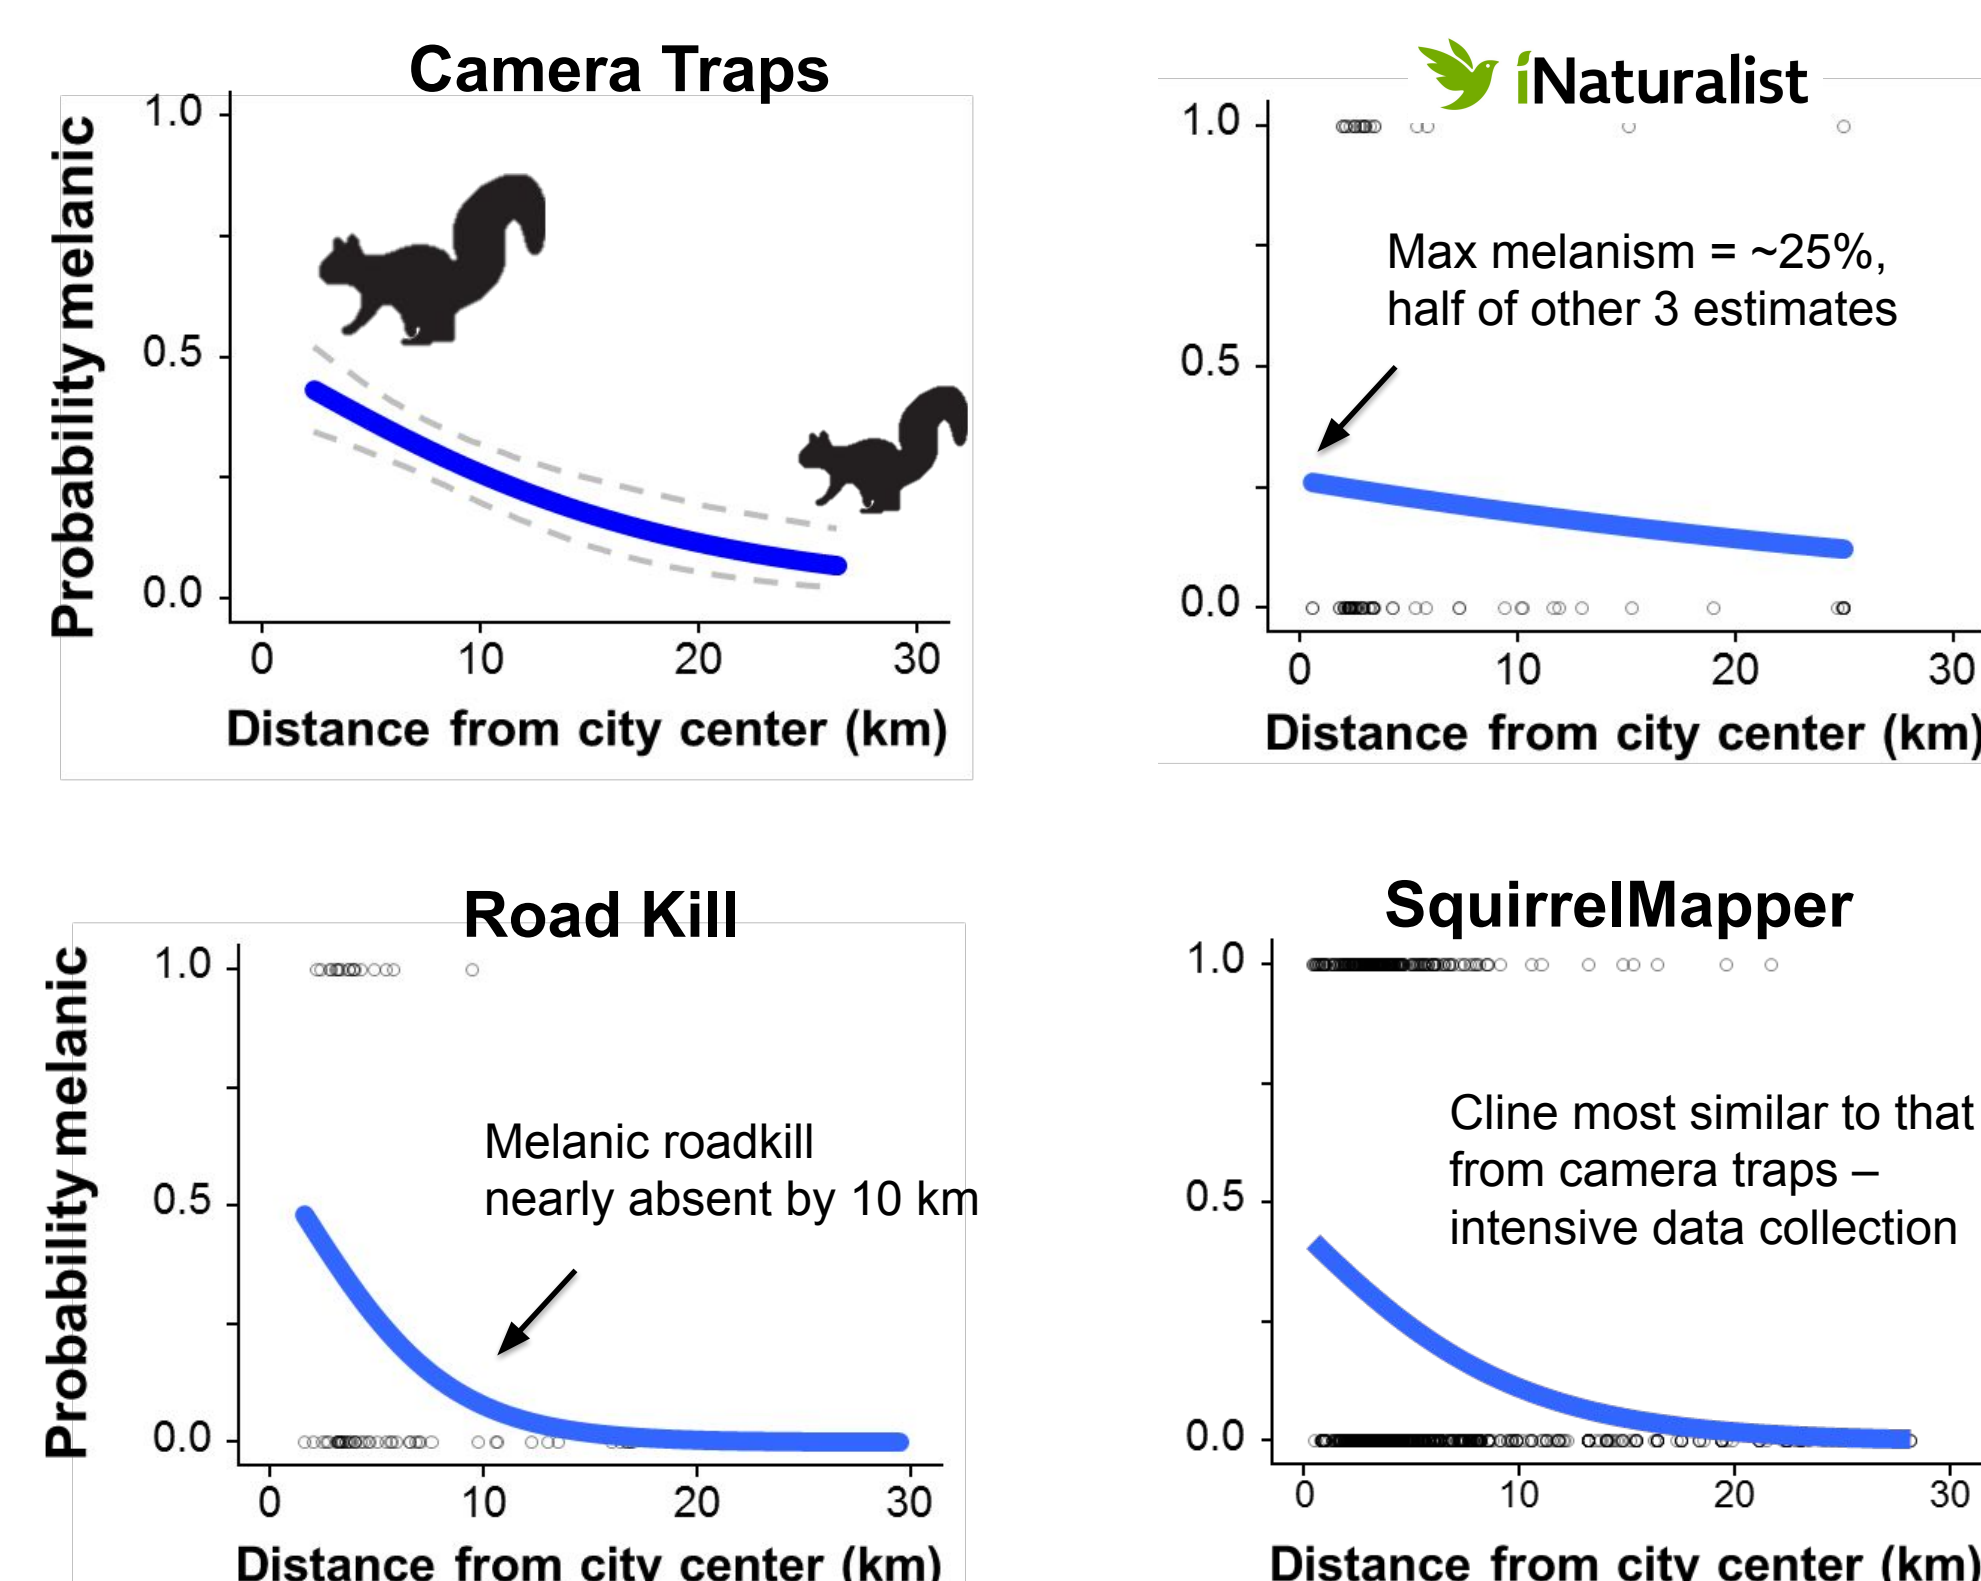 Camera Traps
1.0
0.5
0.0
Probability melanic
0
10
20
30
Distance from city center (km)
iNaturalist
1.0
Max melanism = ~25%,
half of other 3 estimates
0.5
0.0
0
10
20
30
Distance from city center (km)
Road Kill
1.0
0.5
0.0
Probability melanic
Melanic roadkill
nearly absent by 10 km
0
10
20
30
Distance from city center (km)
SquirrelMapper
1.0
Cline most similar to that
from camera traps –
intensive data collection
0.5
0.0
0
10
20
30
Distance from city center (km)